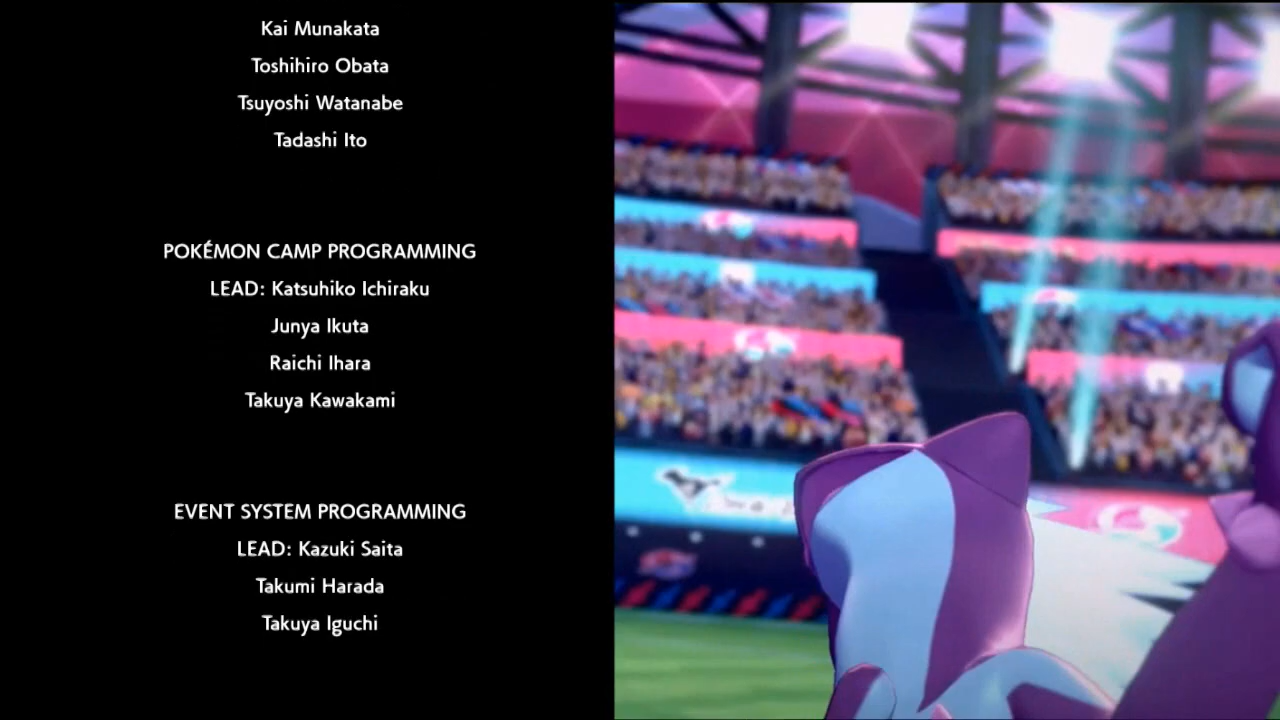 Kai Munakata
Toshihiro Obata
Tsuyoshi Watanabe
Tadashi Ito
POKÉMON CAMP PROGRAMMING
LEAD: Katsuhiko Ichiraku
Junya Ikuta
Raichi Ihara
Takuya Kawakami
EVENT SYSTEM PROGRAMMING
LEAD: Kazuki Saita
Takumi Harada
Takuya Iguchi